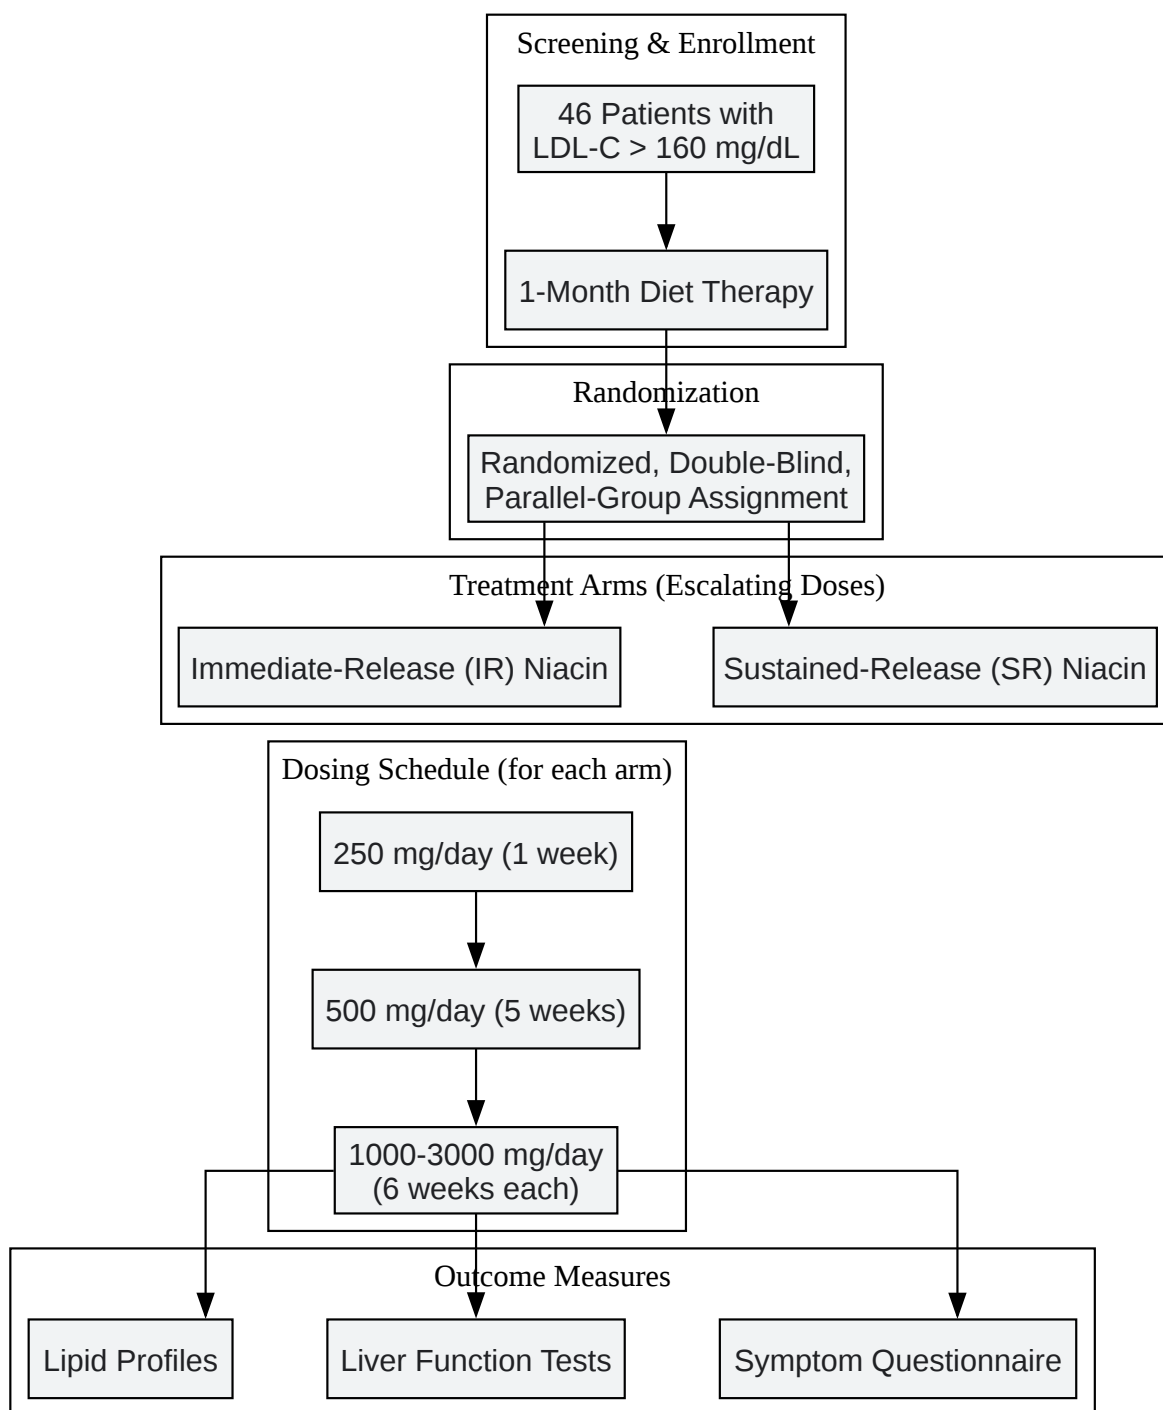 Screening & Enrollment
46 Patients with
LDL-C > 160 mg/dL
1-Month Diet Therapy
Randomization
Randomized, Double-Blind,
Parallel-Group Assignment
Treatment Arms (Escalating Doses)
Immediate-Release (IR) Niacin
Sustained-Release (SR) Niacin
Dosing Schedule (for each arm)
250 mg/day (1 week)
500 mg/day (5 weeks)
1000-3000 mg/day
(6 weeks each)
Outcome Measures
Lipid Profiles
Liver Function Tests
Symptom Questionnaire